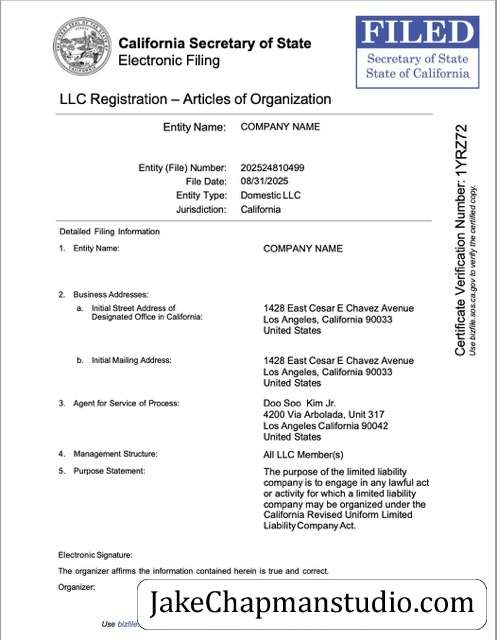 California Secretary of State
Electronic Filing
FILED
Secretary of State
State of California
LLC Registration – Articles of Organization
Entity Name: COMPANY NAME
Entity (File) Number: 202524810499
File Date: 08/31/2025
Entity Type: Domestic LLC
Jurisdiction: California
Detailed Filing Information
1. Entity Name: COMPANY NAME
2. Business Addresses:
a. Initial Street Address of
Designated Office in California:
1428 East Cesar E Chavez Avenue
Los Angeles, California 90033
United States
b. Initial Mailing Address:
1428 East Cesar E Chavez Avenue
Los Angeles, California 90033
United States
3. Agent for Service of Process:
Doo Soo Kim Jr.
4200 Via Arbolada, Unit 317
Los Angeles California 90042
United States
4. Management Structure: All LLC Member(s)
5. Purpose Statement:
The purpose of the limited liability
company is to engage in any lawful act
or activity for which a limited liability
company may be organized under the
California Revised Uniform Limited
Liability Company Act.
Electronic Signature:
The organizer affirms the information contained herein is true and correct.
Organizer:
JakeChapmanstudio.com
Use bizfile.
Certificate Verification Number: 1YRZ72
Use bizfile.sos.ca.gov to verify the certified copy.